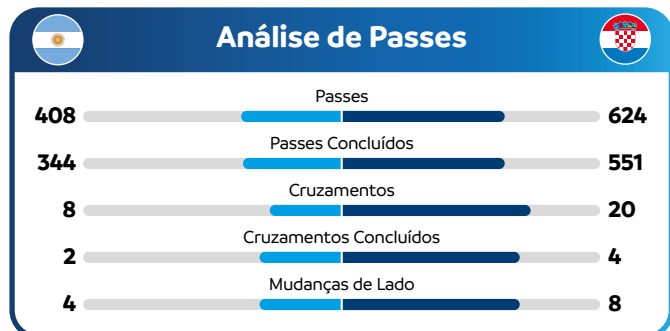 Análise de Passes
Passes
408 624
Passes Concluídos
344 551
Cruzamentos
8 20
Cruzamentos Concluídos
2 4
Mudanças de Lado
4 8